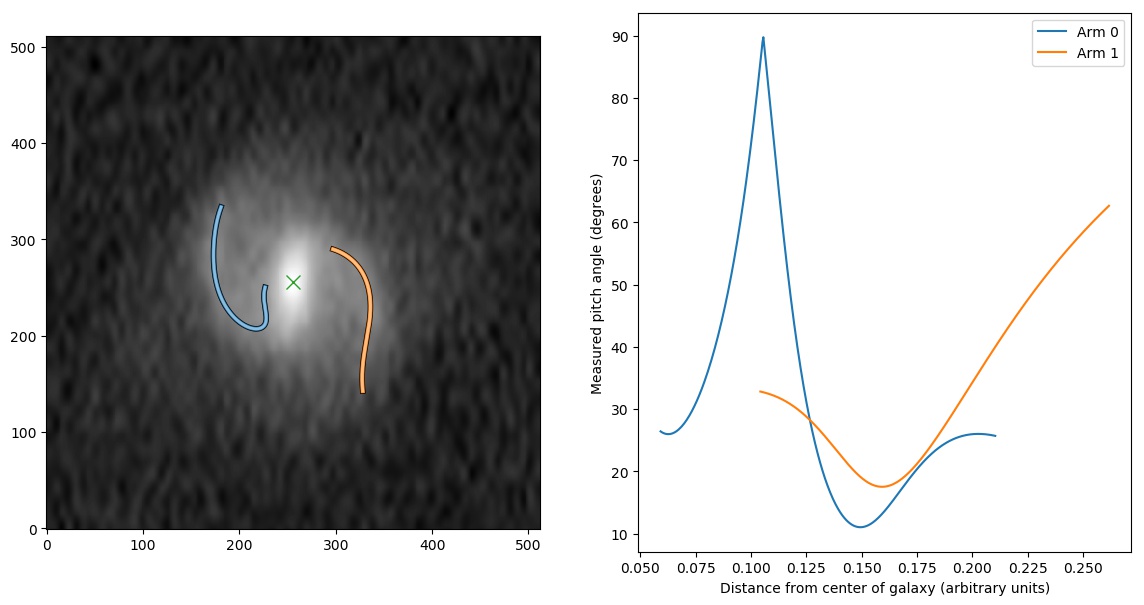 500
400
300
200
100
0
0 100 200 300 400 500
Measured pitch angle (degrees)
90
80
70
60
50
40
30
20
10
Arm 0
Arm 1
0.050 0.075 0.100 0.125 0.150 0.175 0.200 0.225 0.250
Distance from center of galaxy (arbitrary units)